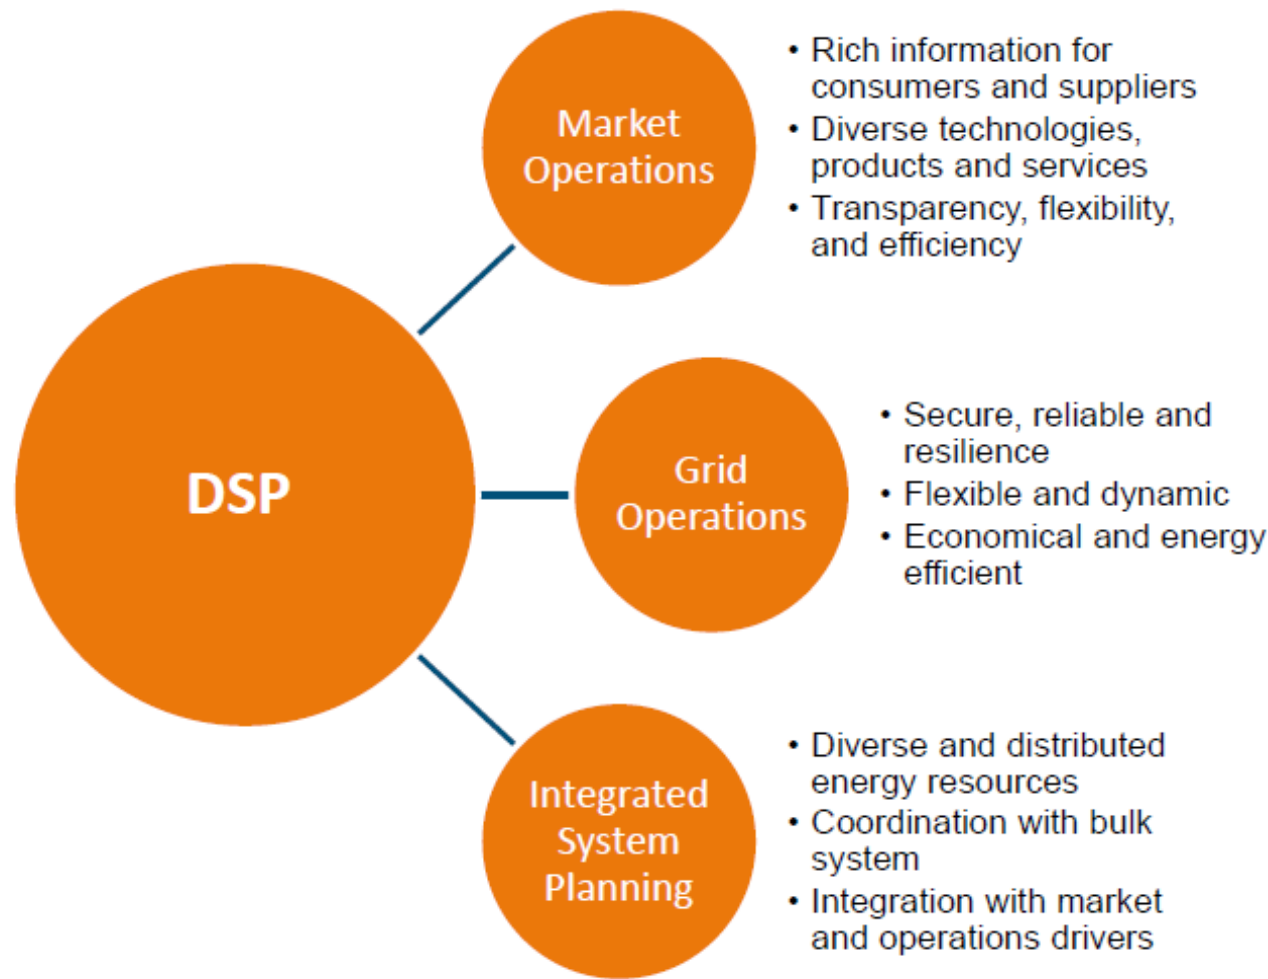 DSP
Market
Operations
• Rich information for
consumers and suppliers
• Diverse technologies,
products and services
• Transparency, flexibility,
and efficiency
Grid
Operations
• Secure, reliable and
resilience
• Flexible and dynamic
• Economical and energy
efficient
Integrated
System
Planning
• Diverse and distributed
energy resources
• Coordination with bulk
system
• Integration with market
and operations drivers